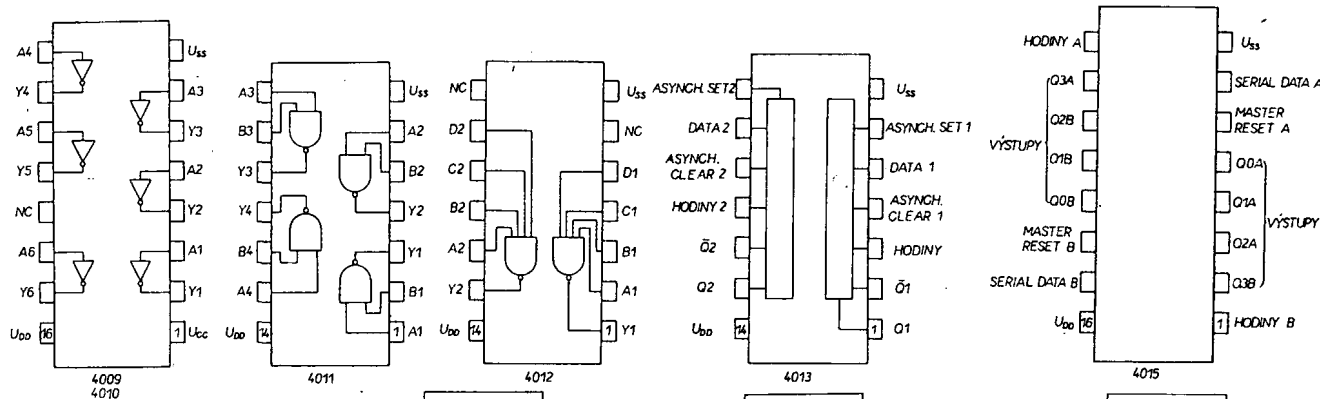 A4
Y4
A5
Y5
NC
A6
Y6
U_DD 16
U_SS
A3
Y3
A2
Y2
A1
Y1
1 U_CC
4009
4010
A3
B3
Y3
Y4
B4
A4
U_DD 14
U_SS
A2
B2
Y2
Y1
B1
1 A1
4011
NC
D2
C2
B2
A2
Y2
U_DD 14
U_SS
NC
D1
C1
B1
A1
1 Y1
4012
ASYNCH. SET2
DATA 2
ASYNCH.
CLEAR 2
HODINY 2
Q̄2
Q2
U_DD 14
U_SS
ASYNCH. SET 1
DATA 1
ASYNCH.
CLEAR 1
HODINY
Q̄1
1 Q1
4013
HODINY A
VÝSTUPY
Q3A
Q2B
Q1B
Q0B
MASTER
RESET B
SERIAL DATA B
U_DD 16
U_SS
SERIAL DATA A
MASTER
RESET A
Q0A
Q1A
Q2A
Q3B
VÝSTUPY
1 HODINY B
4015